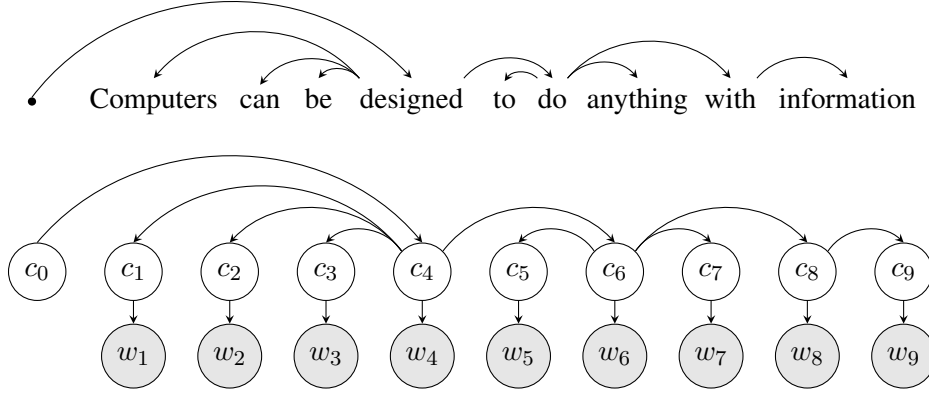 Computers can be designed to do anything with information
c0 c1 c2 c3 c4 c5 c6 c7 c8 c9
w1 w2 w3 w4 w5 w6 w7 w8 w9